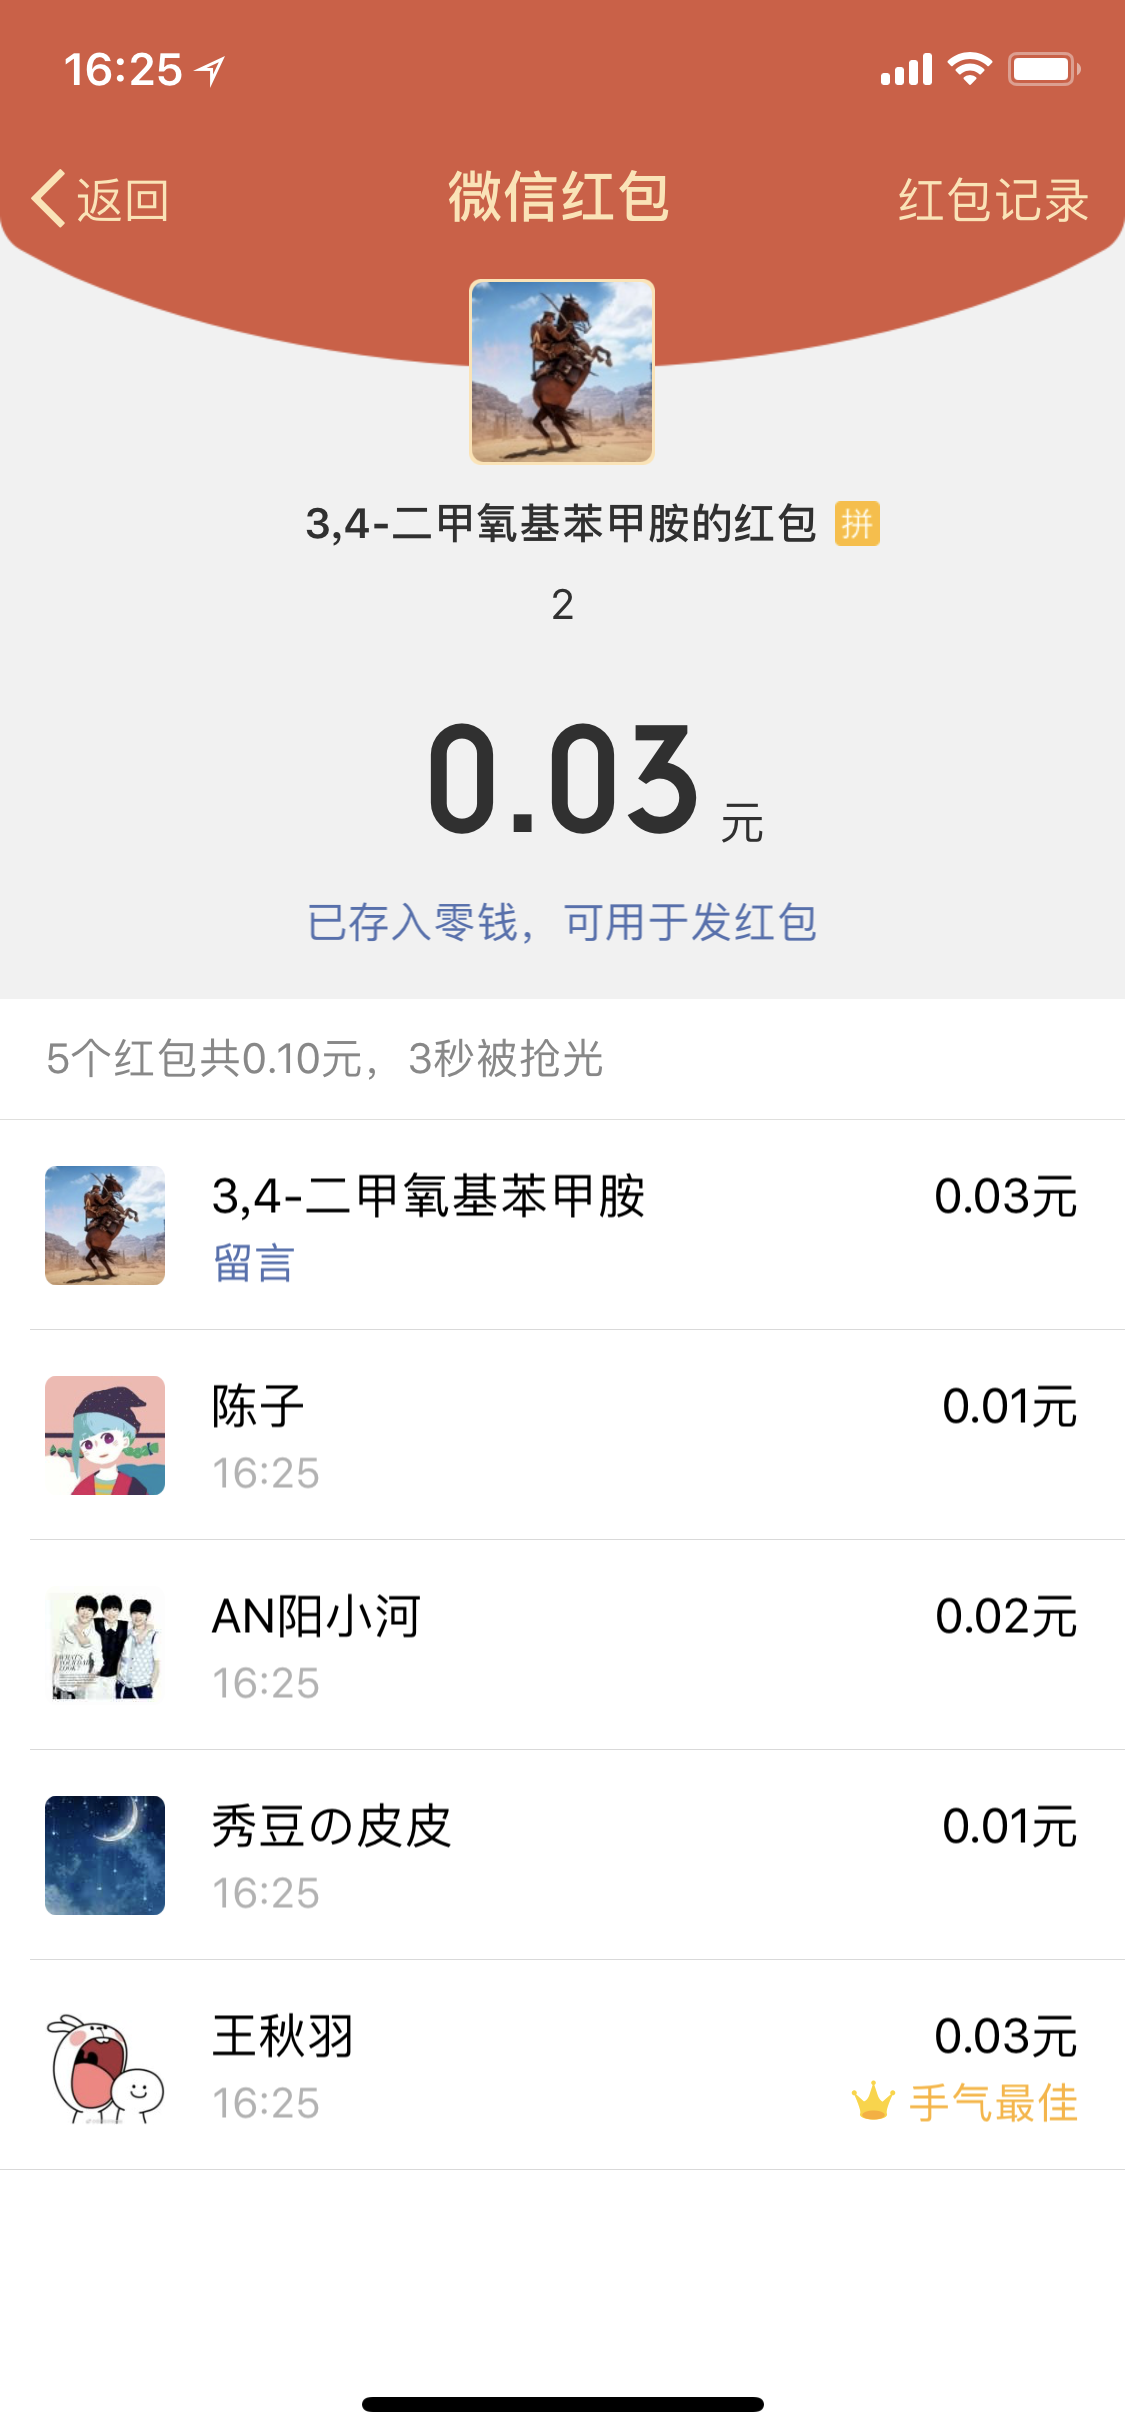 16:25
返回
微信红包
红包记录
3,4-二甲氧基苯甲胺的红包 拼
2
0.03元
已存入零钱，可用于发红包
5个红包共0.10元，3秒被抢光
3,4-二甲氧基苯甲胺
0.03元
留言
陈子
0.01元
16:25
AN阳小河
0.02元
16:25
秀豆の皮皮
0.01元
16:25
王秋羽
0.03元
16:25
手气最佳